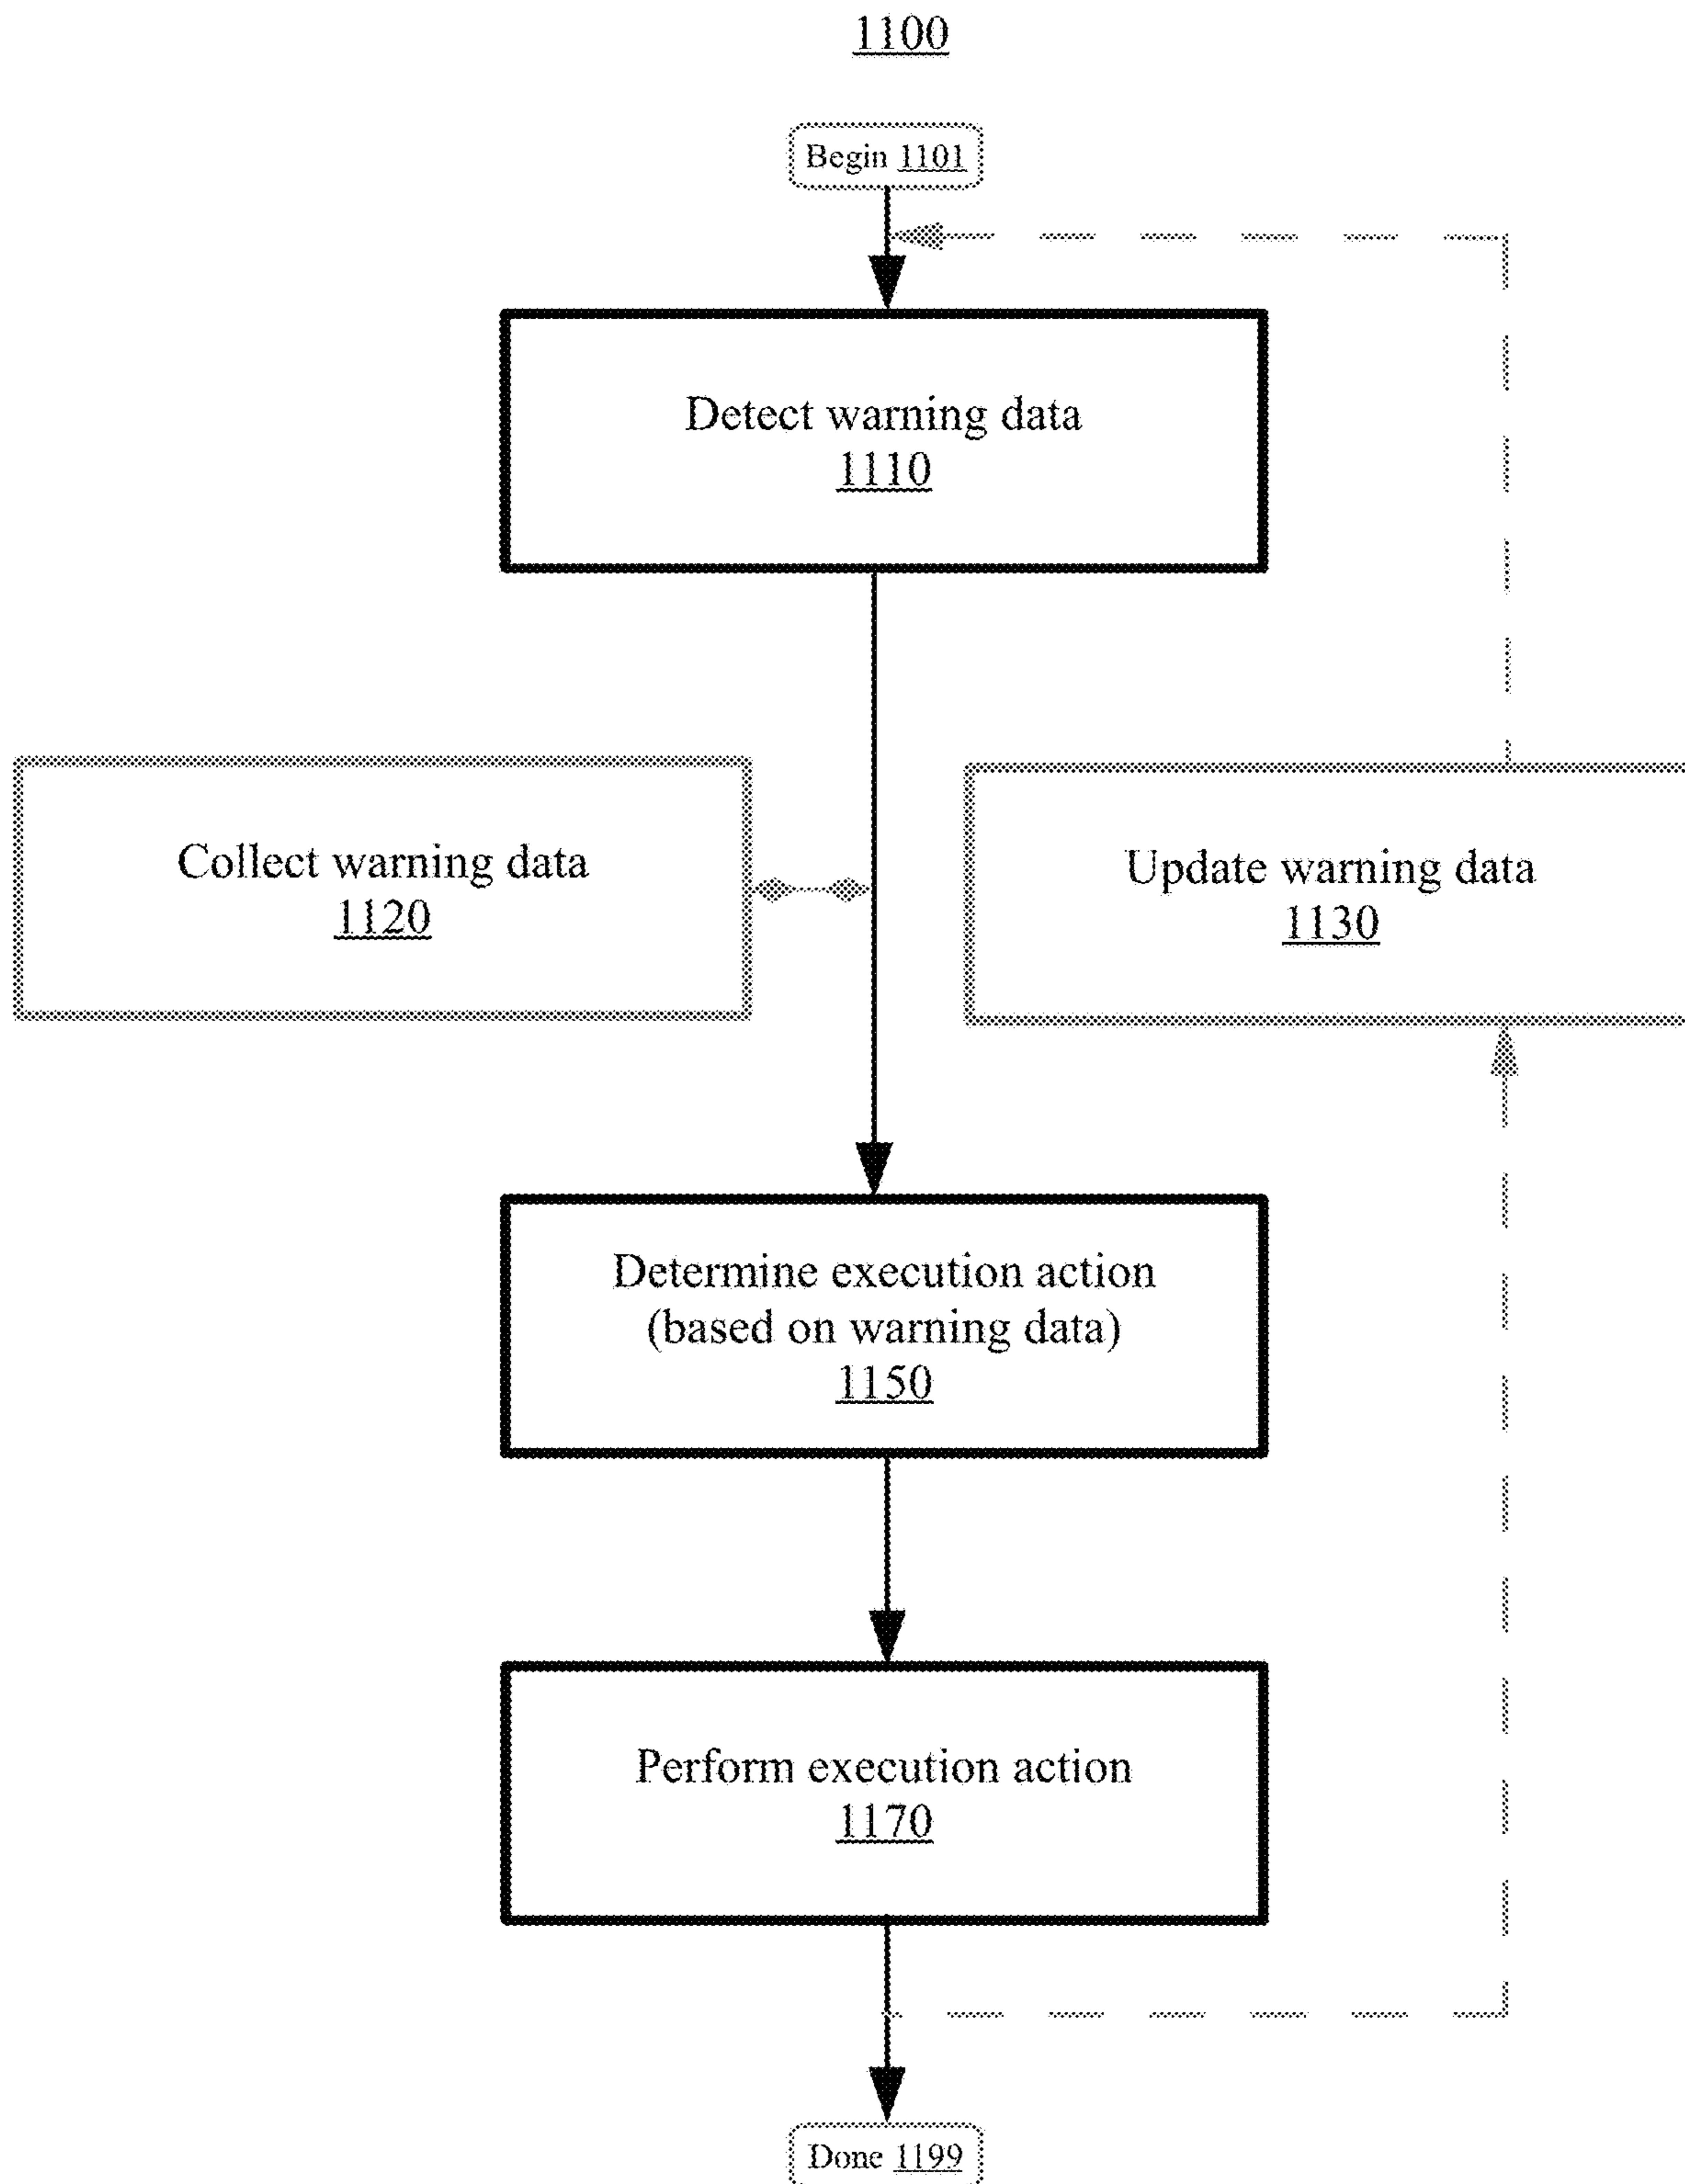 1100
Begin 1101
Detect warning data
1110
Collect warning data
1120
Update warning data
1130
Determine execution action
(based on warning data)
1150
Perform execution action
1170
Done 1199